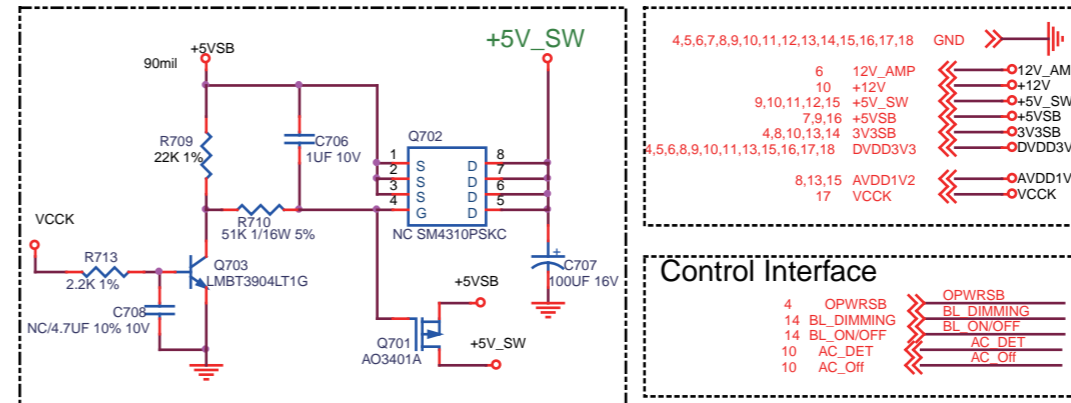 +5VSB
90mil
+5V_SW
R709
22K 1%
C706
1UF 10V
Q702
1 S D 8
2 S D 7
3 S D 6
4 G D 5
NC SM4310PSKC
R710
51K 1/16W 5%
VCCK
R713
2.2K 1%
Q703
LMBT3904LT1G
C708
NC/4.7UF 10% 10V
+
C707
100UF 16V
+5VSB
Q701
AO3401A
+5V_SW
4,5,6,7,8,9,10,11,12,13,14,15,16,17,18 GND
6 12V_AMP 12V_AM
10 +12V +12V
9,10,11,12,15 +5V_SW +5V_SW
7,9,16 +5VSB +5VSB
4,8,10,13,14 3V3SB 3V3SB
4,5,6,8,9,10,11,13,15,16,17,18 DVDD3V3 DVDD3V
8,13,15 AVDD1V2 AVDD1V
17 VCCK VCCK
Control Interface
4 OPWRSB OPWRSB
14 BL_DIMMING BL_DIMMING
14 BL_ON/OFF BL_ON/OFF
10 AC_DET AC_DET
10 AC_Off AC_Off